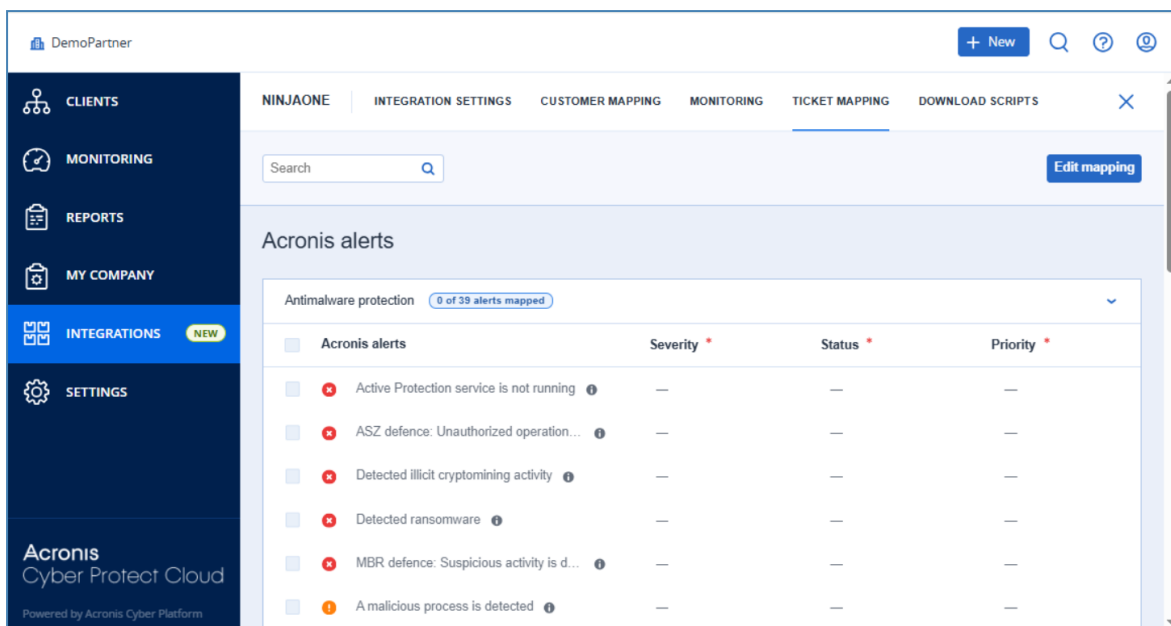 DemoPartner
+ New
CLIENTS
MONITORING
REPORTS
MY COMPANY
INTEGRATIONS NEW
SETTINGS
Acronis
Cyber Protect Cloud
Powered by Acronis Cyber Platform
NINJAONE INTEGRATION SETTINGS CUSTOMER MAPPING MONITORING TICKET MAPPING DOWNLOAD SCRIPTS
Search
Edit mapping
Acronis alerts
Antimalware protection 0 of 39 alerts mapped
Acronis alerts Severity * Status * Priority *
Active Protection service is not running — — —
ASZ defence: Unauthorized operation... — — —
Detected illicit cryptomining activity — — —
Detected ransomware — — —
MBR defence: Suspicious activity is d... — — —
A malicious process is detected — — —